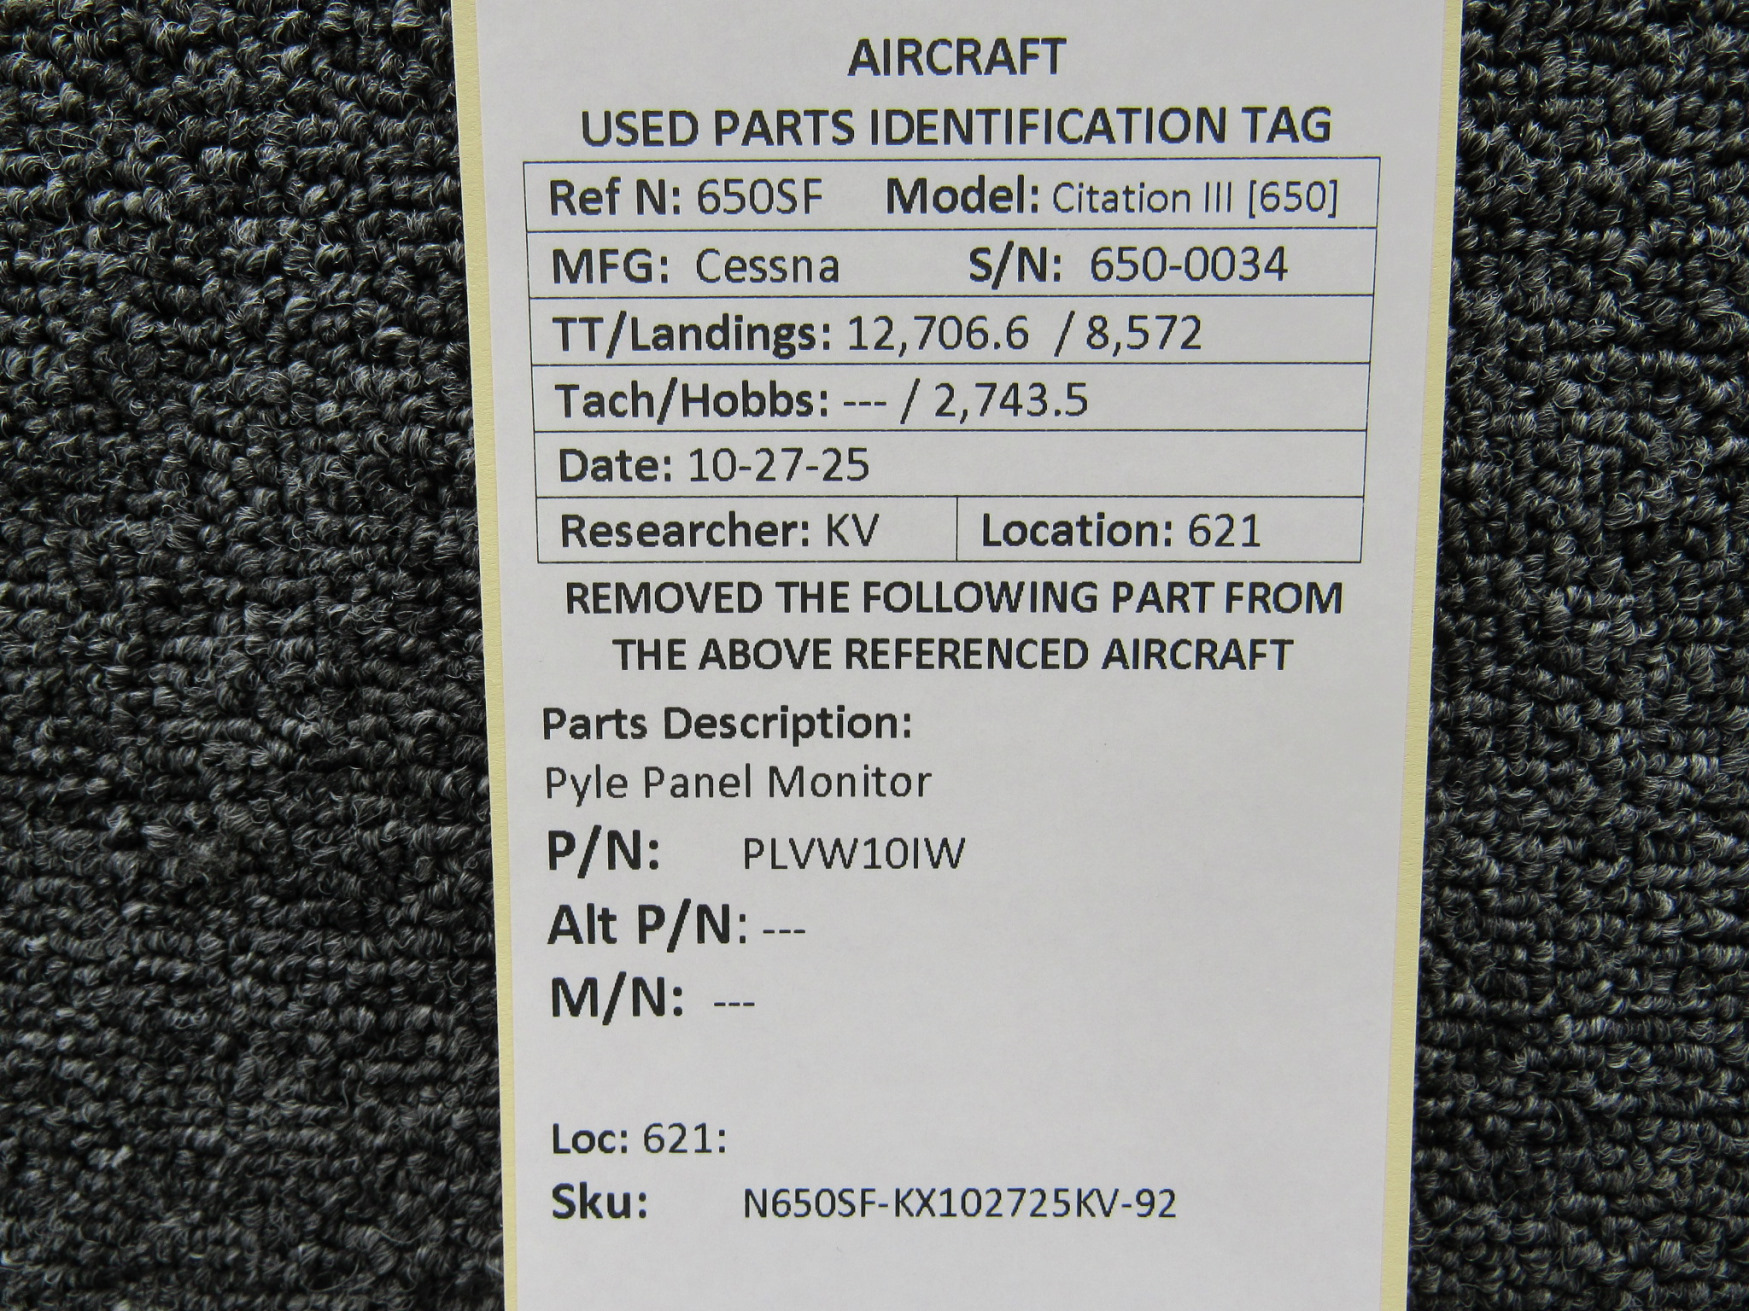 AIRCRAFT
USED PARTS IDENTIFICATION TAG
Ref N: 650SF Model: Citation III [650]
MFG: Cessna S/N: 650-0034
TT/Landings: 12,706.6 / 8,572
Tach/Hobbs: --- / 2,743.5
Date: 10-27-25
Researcher: KV Location: 621
REMOVED THE FOLLOWING PART FROM
THE ABOVE REFERENCED AIRCRAFT
Parts Description:
Pyle Panel Monitor
P/N: PLVW10IW
Alt P/N: ---
M/N: ---
Loc: 621:
Sku: N650SF-KX102725KV-92